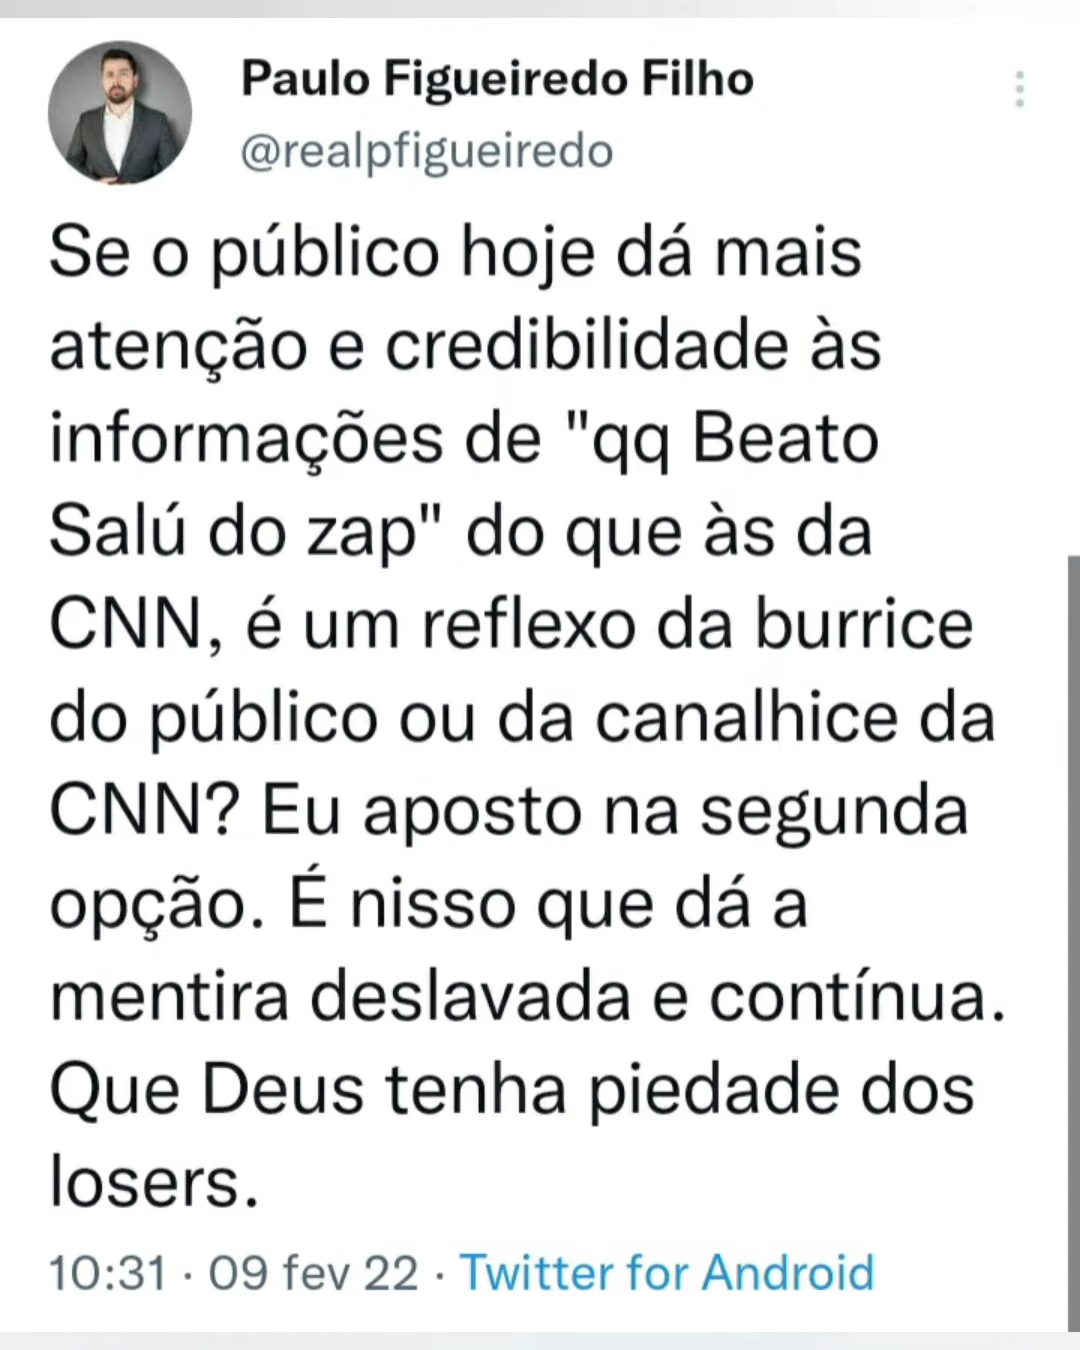 Paulo Figueiredo Filho
@realpfigueiredo
Se o público hoje dá mais
atenção e credibilidade às
informações de "qq Beato
Salú do zap" do que às da
CNN, é um reflexo da burrice
do público ou da canalhice da
CNN? Eu aposto na segunda
opção. É nisso que dá a
mentira deslavada e contínua.
Que Deus tenha piedade dos
losers.
10:31 · 09 fev 22 · Twitter for Android